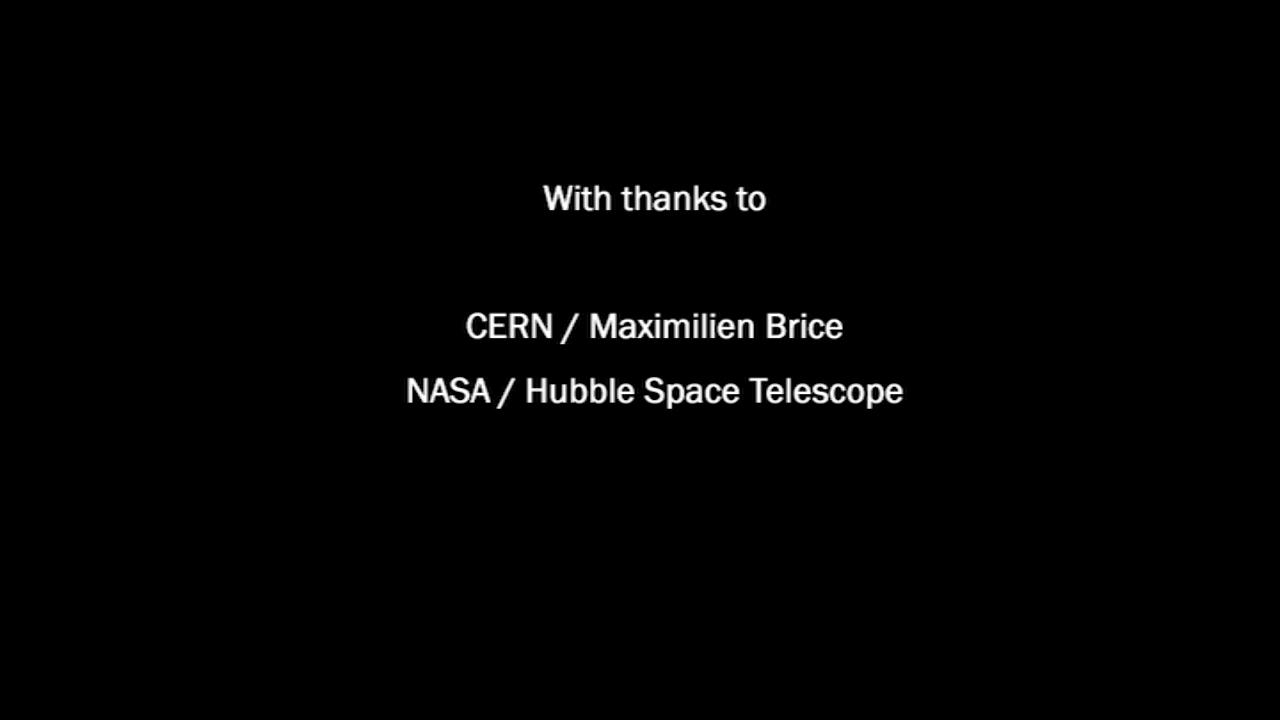 With thanks to
CERN / Maximilien Brice
NASA / Hubble Space Telescope